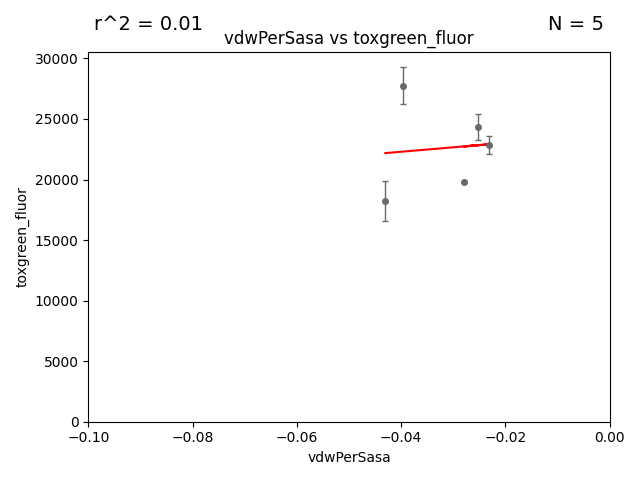 r^2 = 0.01
N = 5
vdwPerSasa vs toxgreen_fluor
30000
25000
20000
15000
10000
5000
0
toxgreen_fluor
−0.10
−0.08
−0.06
−0.04
−0.02
0.00
vdwPerSasa